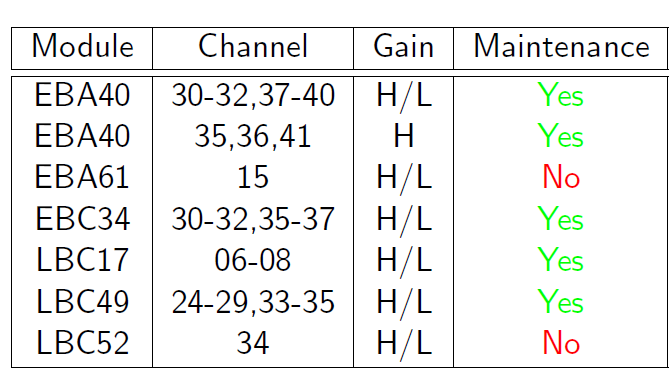 Module Channel Gain Maintenance
EBA40 30-32,37-40 H/L Yes
EBA40 35,36,41 H Yes
EBA61 15 H/L No
EBC34 30-32,35-37 H/L Yes
LBC17 06-08 H/L Yes
LBC49 24-29,33-35 H/L Yes
LBC52 34 H/L No